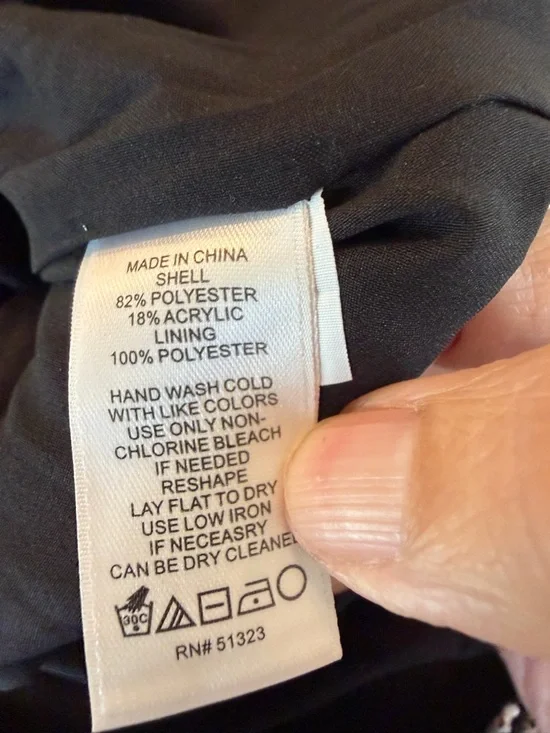 MADE IN CHINA
SHELL
82% POLYESTER
18% ACRYLIC
LINING
100% POLYESTER
HAND WASH COLD
WITH LIKE COLORS
USE ONLY NON-
CHLORINE BLEACH
IF NEEDED
RESHAPE
LAY FLAT TO DRY
USE LOW IRON
IF NECEASRY
CAN BE DRY CLEANE
30C
RN# 51323